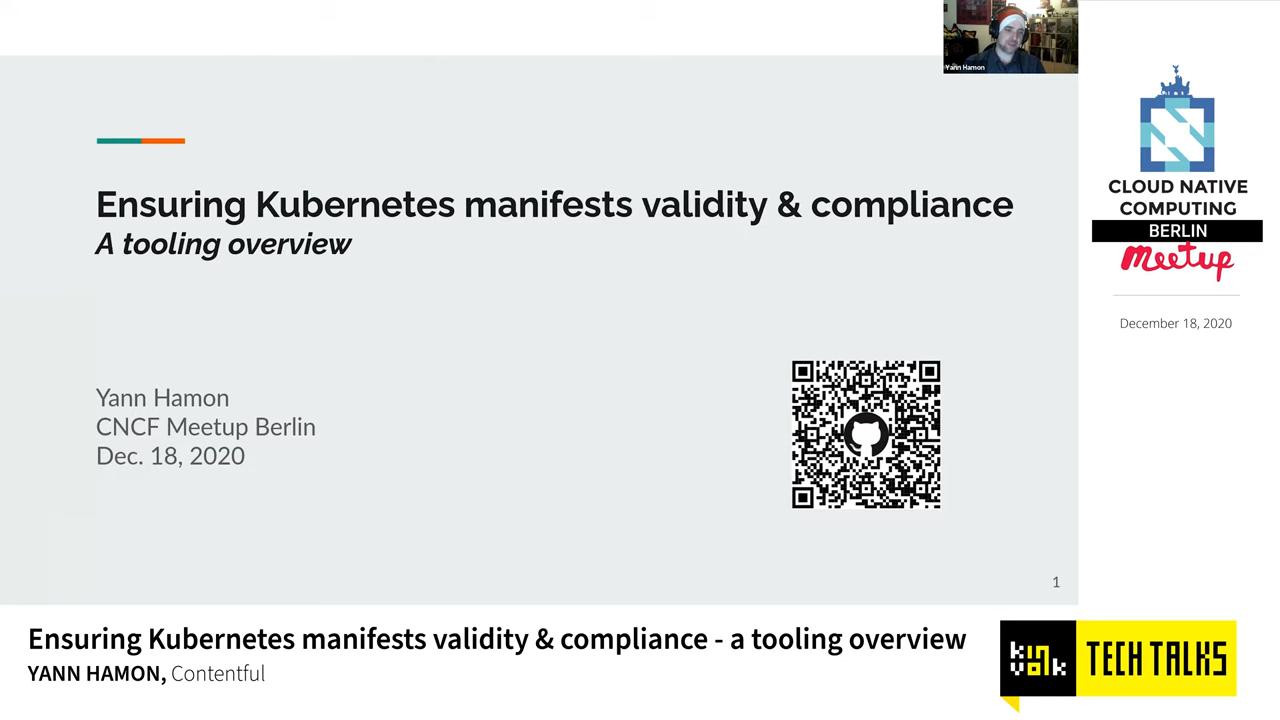 Yann Hamon
Ensuring Kubernetes manifests validity & compliance
A tooling overview
Yann Hamon
CNCF Meetup Berlin
Dec. 18, 2020
1
CLOUD NATIVE
COMPUTING
BERLIN
Meetup
December 18, 2020
Ensuring Kubernetes manifests validity & compliance - a tooling overview
YANN HAMON, Contentful
kin
volk
TECH TALKS